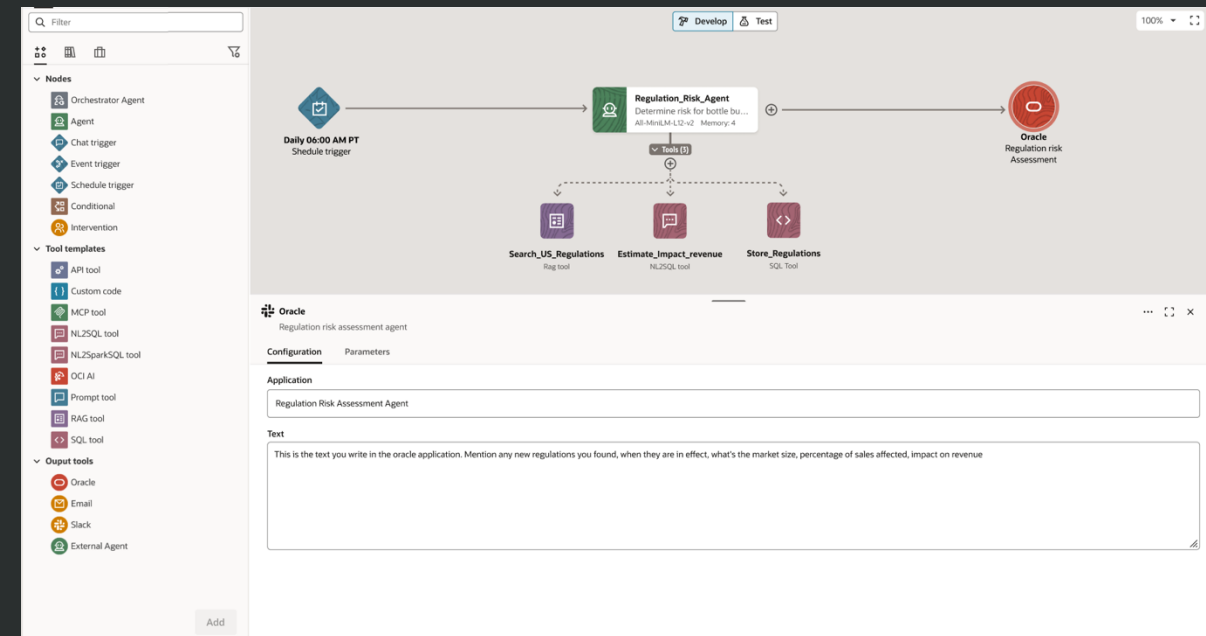 Filter
Nodes
Orchestrator Agent
Agent
Chat trigger
Event trigger
Schedule trigger
Conditional
Intervention
Tool templates
API tool
Custom code
MCP tool
NL2SQL tool
NL2SparkSQL tool
OCI AI
Prompt tool
RAG tool
SQL tool
Ouput tools
Oracle
Email
Slack
External Agent
Add
Develop
Test
100%
Daily 06:00 AM PT
Shedule trigger
Regulation_Risk_Agent
Determine risk for bottle bu...
All-MiniLM-L12-v2 Memory: 4
Tools (3)
Oracle
Regulation risk
Assessment
Search_US_Regulations
Rag tool
Estimate_Impact_revenue
NL2SQL tool
Store_Regulations
SQL Tool
Oracle
Regulation risk assessment agent
Configuration
Parameters
Application
Regulation Risk Assessment Agent
Text
This is the text you write in the oracle application. Mention any new regulations you found, when they are in effect, what's the market size, percentage of sales affected, impact on revenue